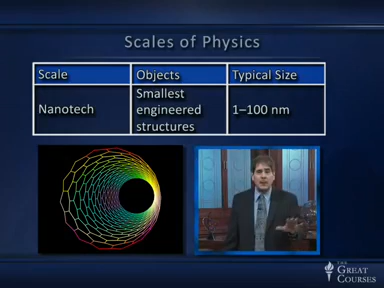 Scales of Physics
Scale Objects Typical Size
Nanotech Smallest engineered structures 1–100 nm
THE GREAT COURSES